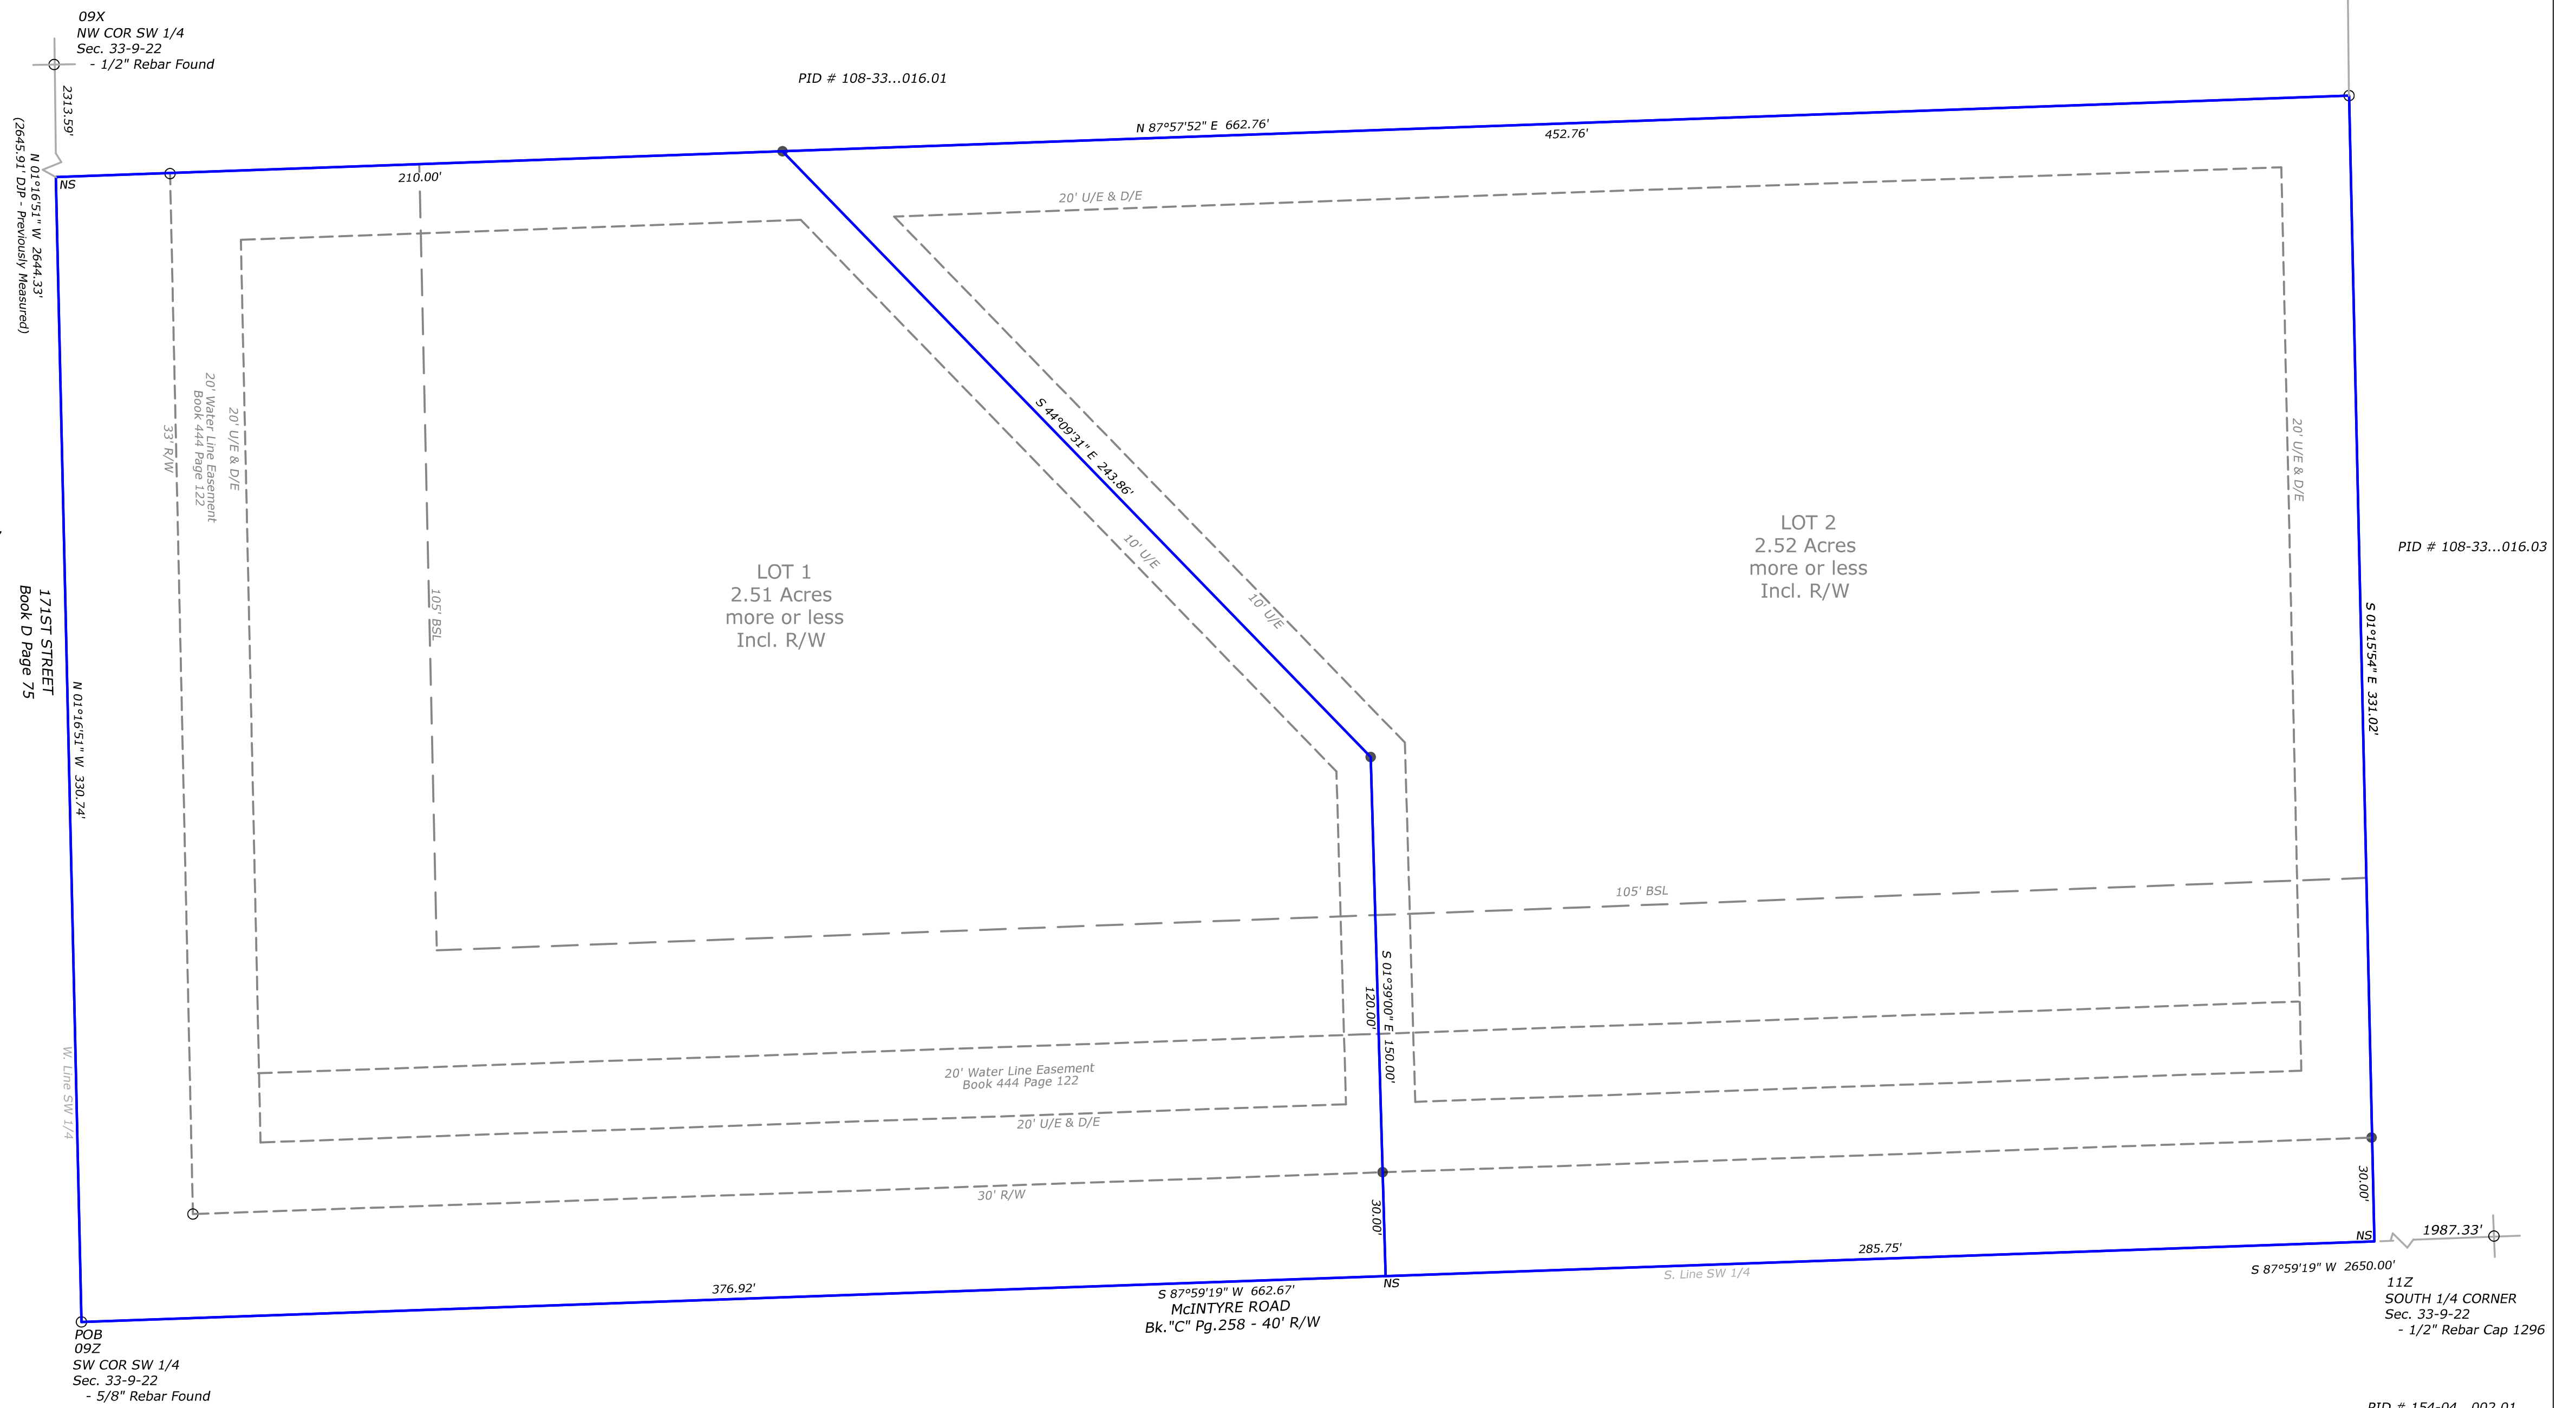 09X
NW COR SW 1/4
Sec. 33-9-22
- 1/2" Rebar Found
2313.59'
N 01°16'51" W 2644.33'
(2645.91' DJP - Previously Measured)
PID # 108-33...016.01
N 87°57'52" E 662.76'
452.76'
NS
210.00'
20' U/E & D/E
20' Water Line Easement
Book 444 Page 122
20' U/E & D/E
33' R/W
S 44°09'31" E 243.86'
20' U/E & D/E
10' U/E
10' U/E
LOT 1
2.51 Acres
more or less
Incl. R/W
LOT 2
2.52 Acres
more or less
Incl. R/W
PID # 108-33...016.03
105' BSL
171ST STREET
Book D Page 75
N 01°16'51" W 330.74'
S 01°15'54" E 331.02'
105' BSL
S 01°39'00" E 150.00'
120.00'
W. Line SW 1/4
20' Water Line Easement
Book 444 Page 122
20' U/E & D/E
30' R/W
30.00'
30.00'
NS
1987.33'
285.75'
S. Line SW 1/4
S 87°59'19" W 2650.00'
NS
376.92'
S 87°59'19" W 662.67'
McINTYRE ROAD
Bk."C" Pg.258 - 40' R/W
11Z
SOUTH 1/4 CORNER
Sec. 33-9-22
- 1/2" Rebar Cap 1296
POB
09Z
SW COR SW 1/4
Sec. 33-9-22
- 5/8" Rebar Found
PID # 154-04...002.01